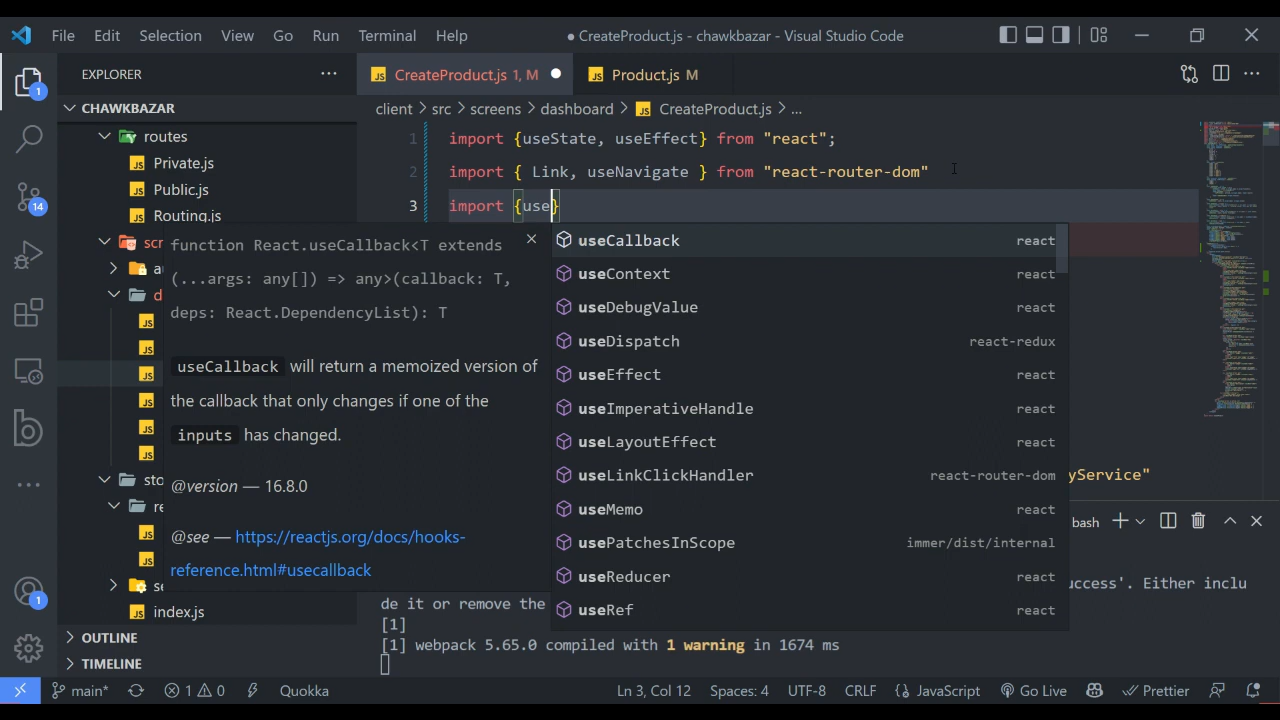 File Edit Selection View Go Run Terminal Help
● CreateProduct.js - chawkbazar - Visual Studio Code
EXPLORER
CreateProduct.js 1, M
Product.js M
CHAWKBAZAR
client > src > screens > dashboard > CreateProduct.js > ...
routes
Private.js
Public.js
Routing.js
1 import {useState, useEffect} from "react";
2 import { Link, useNavigate } from "react-router-dom"
3 import {use}
scr
a
d
sto
re
se
index.js
OUTLINE
TIMELINE
1
14
1
function React.useCallback<T extends
(...args: any[]) => any>(callback: T,
deps: React.DependencyList): T
useCallback will return a memoized version of
the callback that only changes if one of the
inputs has changed.
@version — 16.8.0
@see — https://reactjs.org/docs/hooks-
reference.html#usecallback
useCallback react
useContext react
useDebugValue react
useDispatch react-redux
useEffect react
useImperativeHandle react
useLayoutEffect react
useLinkClickHandler react-router-dom
useMemo react
usePatchesInScope immer/dist/internal
useReducer react
useRef react
yService"
bash
uccess'. Either inclu
de it or remove the
[1]
[1] webpack 5.65.0 compiled with 1 warning in 1674 ms
main* 1 0 Quokka Ln 3, Col 12 Spaces: 4 UTF-8 CRLF JavaScript Go Live Prettier